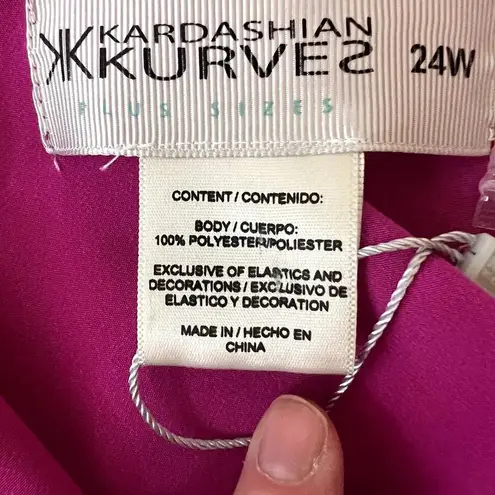 KARDASHIAN
KK KURVES 24W
PLUS SIZES
CONTENT / CONTENIDO:
BODY / CUERPO:
100% POLYESTER/POLIESTER
EXCLUSIVE OF ELASTICS AND
DECORATIONS / EXCLUSIVO DE
ELASTICO Y DECORATION
MADE IN / HECHO EN
CHINA